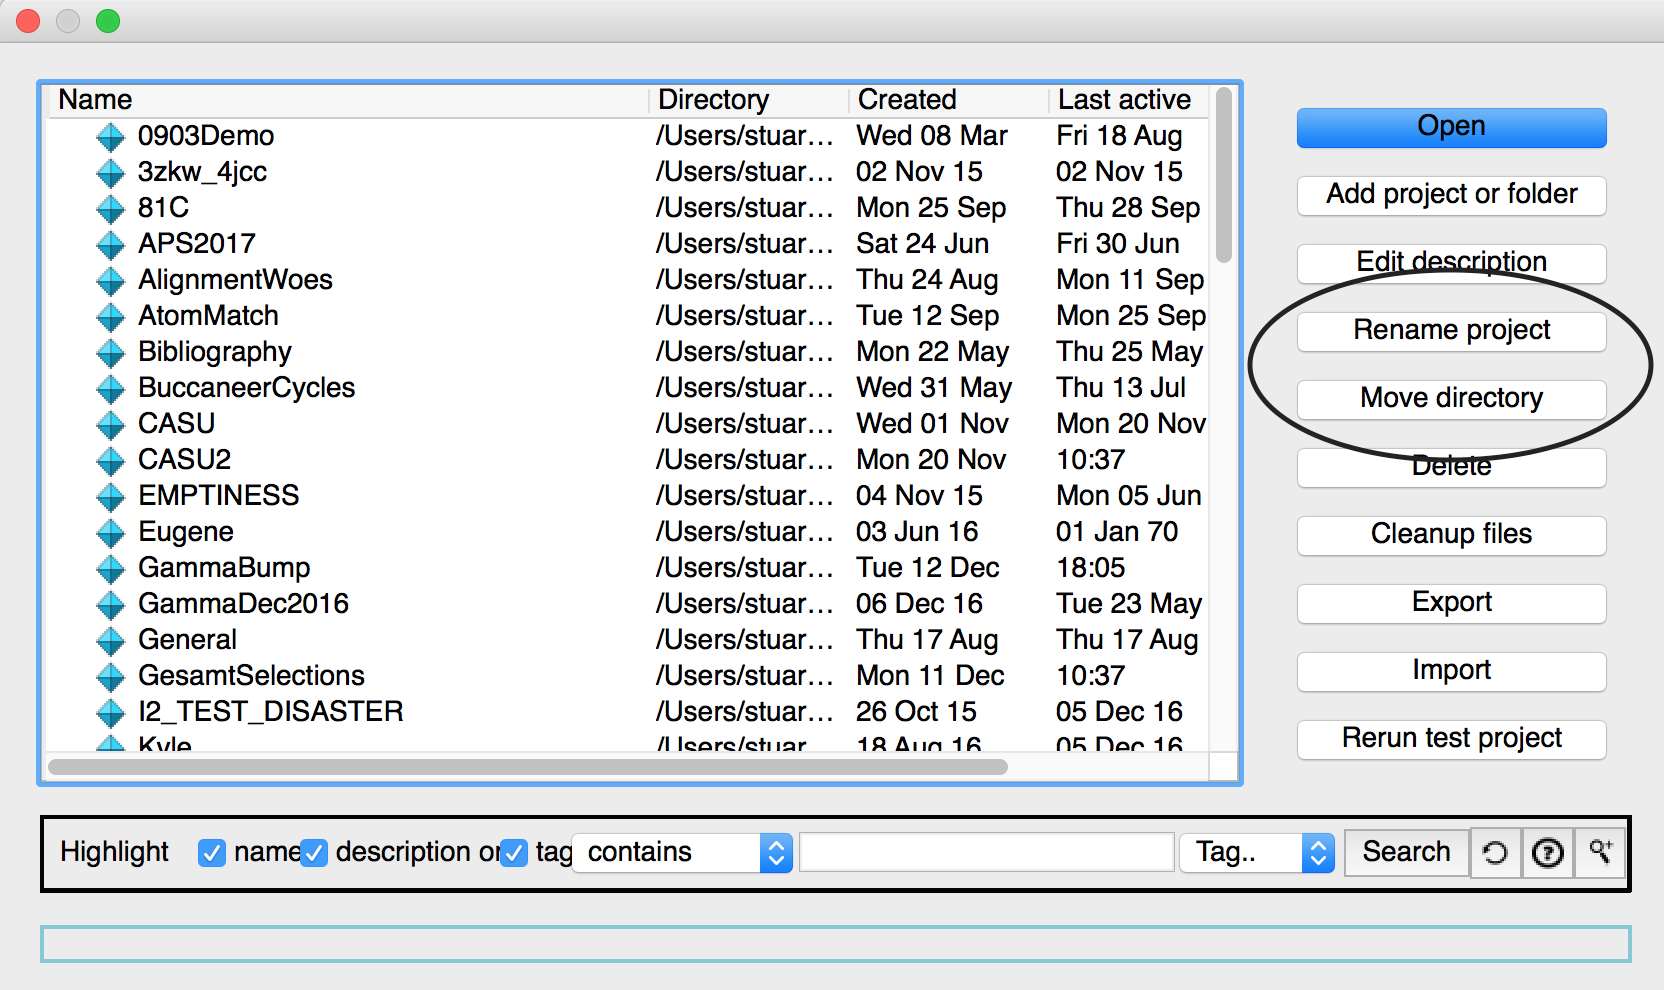 Name Directory Created Last active
0903Demo /Users/stuar... Wed 08 Mar Fri 18 Aug
3zkw_4jcc /Users/stuar... 02 Nov 15 02 Nov 15
81C /Users/stuar... Mon 25 Sep Thu 28 Sep
APS2017 /Users/stuar... Sat 24 Jun Fri 30 Jun
AlignmentWoes /Users/stuar... Thu 24 Aug Mon 11 Sep
AtomMatch /Users/stuar... Tue 12 Sep Mon 25 Sep
Bibliography /Users/stuar... Mon 22 May Thu 25 May
BuccaneerCycles /Users/stuar... Wed 31 May Thu 13 Jul
CASU /Users/stuar... Wed 01 Nov Mon 20 Nov
CASU2 /Users/stuar... Mon 20 Nov 10:37
EMPTINESS /Users/stuar... 04 Nov 15 Mon 05 Jun
Eugene /Users/stuar... 03 Jun 16 01 Jan 70
GammaBump /Users/stuar... Tue 12 Dec 18:05
GammaDec2016 /Users/stuar... 06 Dec 16 Tue 23 May
General /Users/stuar... Thu 17 Aug Thu 17 Aug
GesamtSelections /Users/stuar... Mon 11 Dec 10:37
I2_TEST_DISASTER /Users/stuar... 26 Oct 15 05 Dec 16
Kyle /Users/stuar... 18 Aug 16 05 Dec 16
Open
Add project or folder
Edit description
Rename project
Move directory
Delete
Cleanup files
Export
Import
Rerun test project
Highlight name description or tag contains Tag.. Search